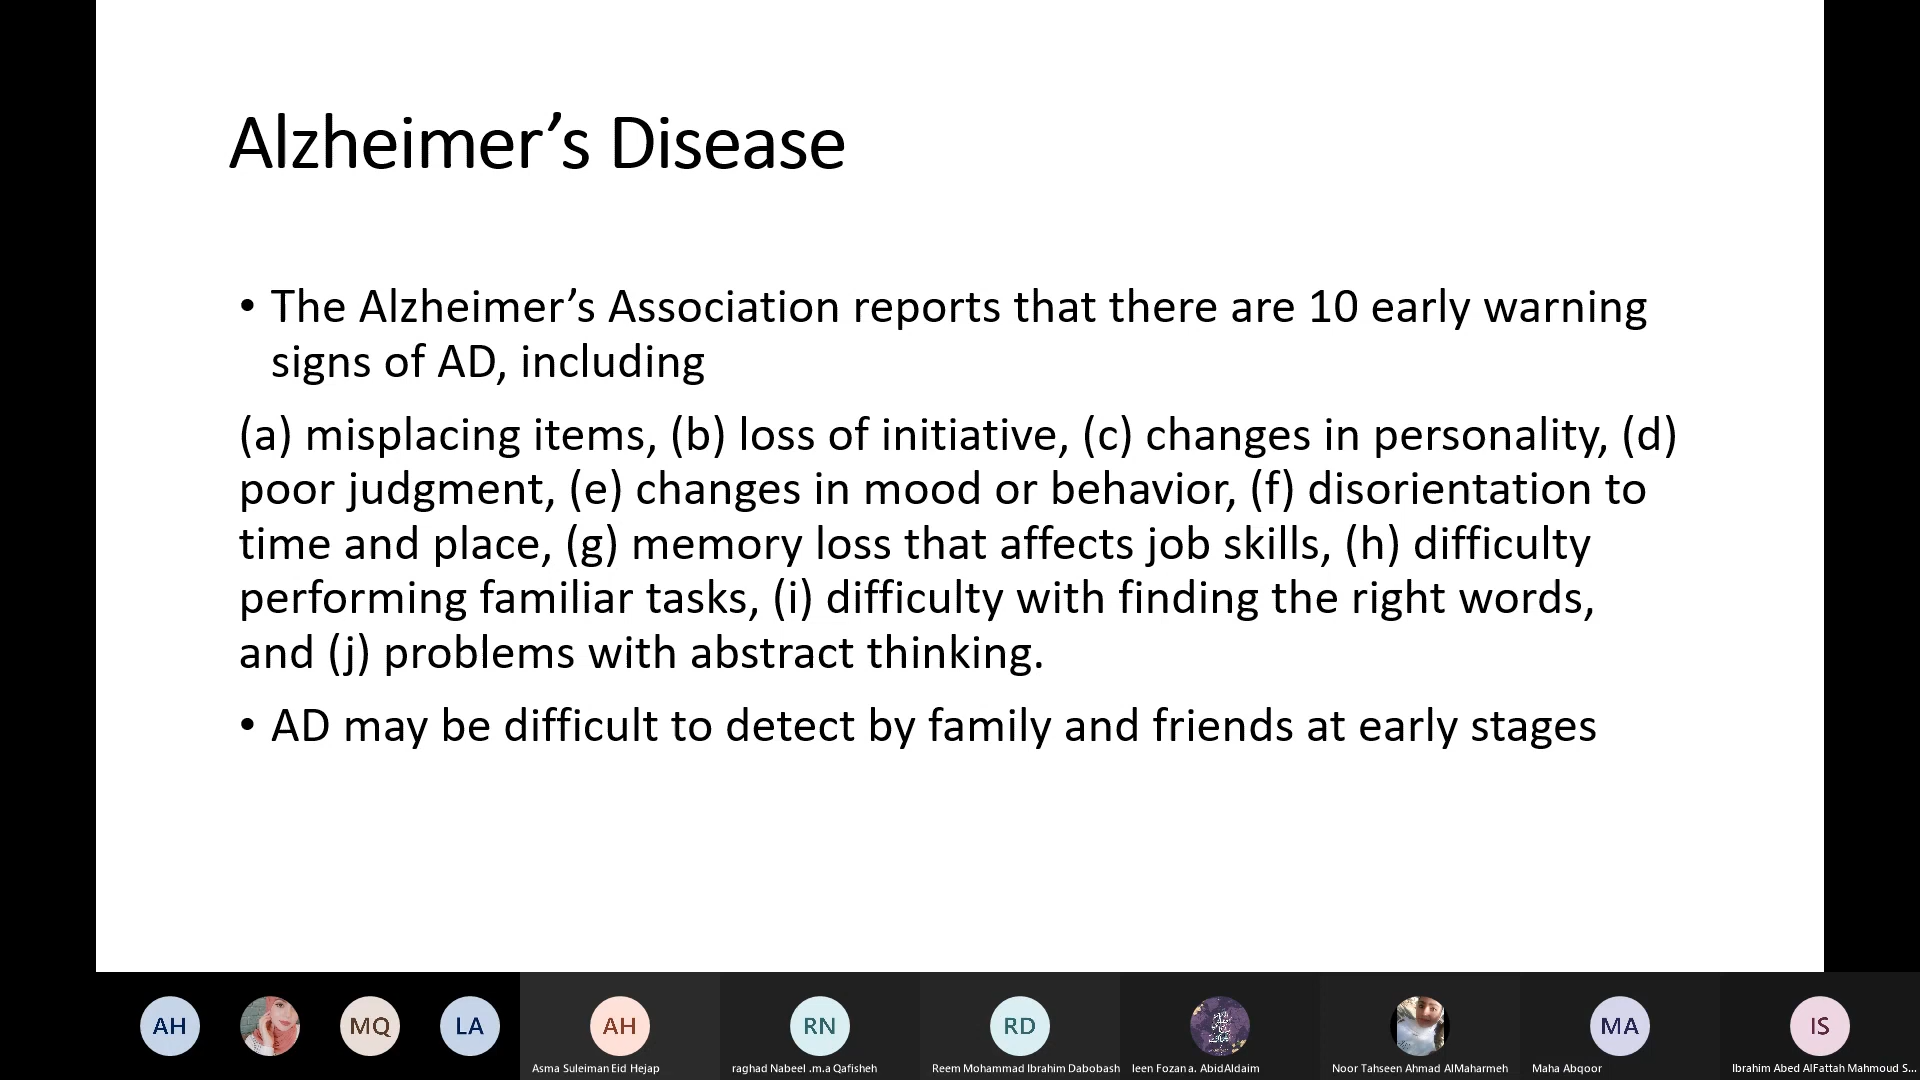 Alzheimer’s Disease
• The Alzheimer’s Association reports that there are 10 early warning
signs of AD, including
(a) misplacing items, (b) loss of initiative, (c) changes in personality, (d)
poor judgment, (e) changes in mood or behavior, (f) disorientation to
time and place, (g) memory loss that affects job skills, (h) difficulty
performing familiar tasks, (i) difficulty with finding the right words,
and (j) problems with abstract thinking.
• AD may be difficult to detect by family and friends at early stages
AH MQ LA AH RN RD MA IS
Asma Suleiman Eid Hejap raghad Nabeel .m.a Qafisheh Reem Mohammad Ibrahim Dabobash leen Fozan a. AbidAldaim Noor Tahseen Ahmad AlMaharmeh Maha Abqoor Ibrahim Abed AlFattah Mahmoud S...